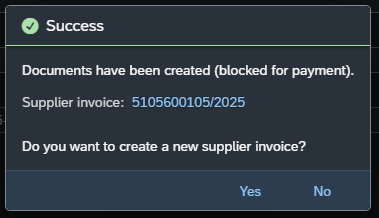 Success
Documents have been created (blocked for payment).
Supplier invoice: 5105600105/2025
Do you want to create a new supplier invoice?
Yes No